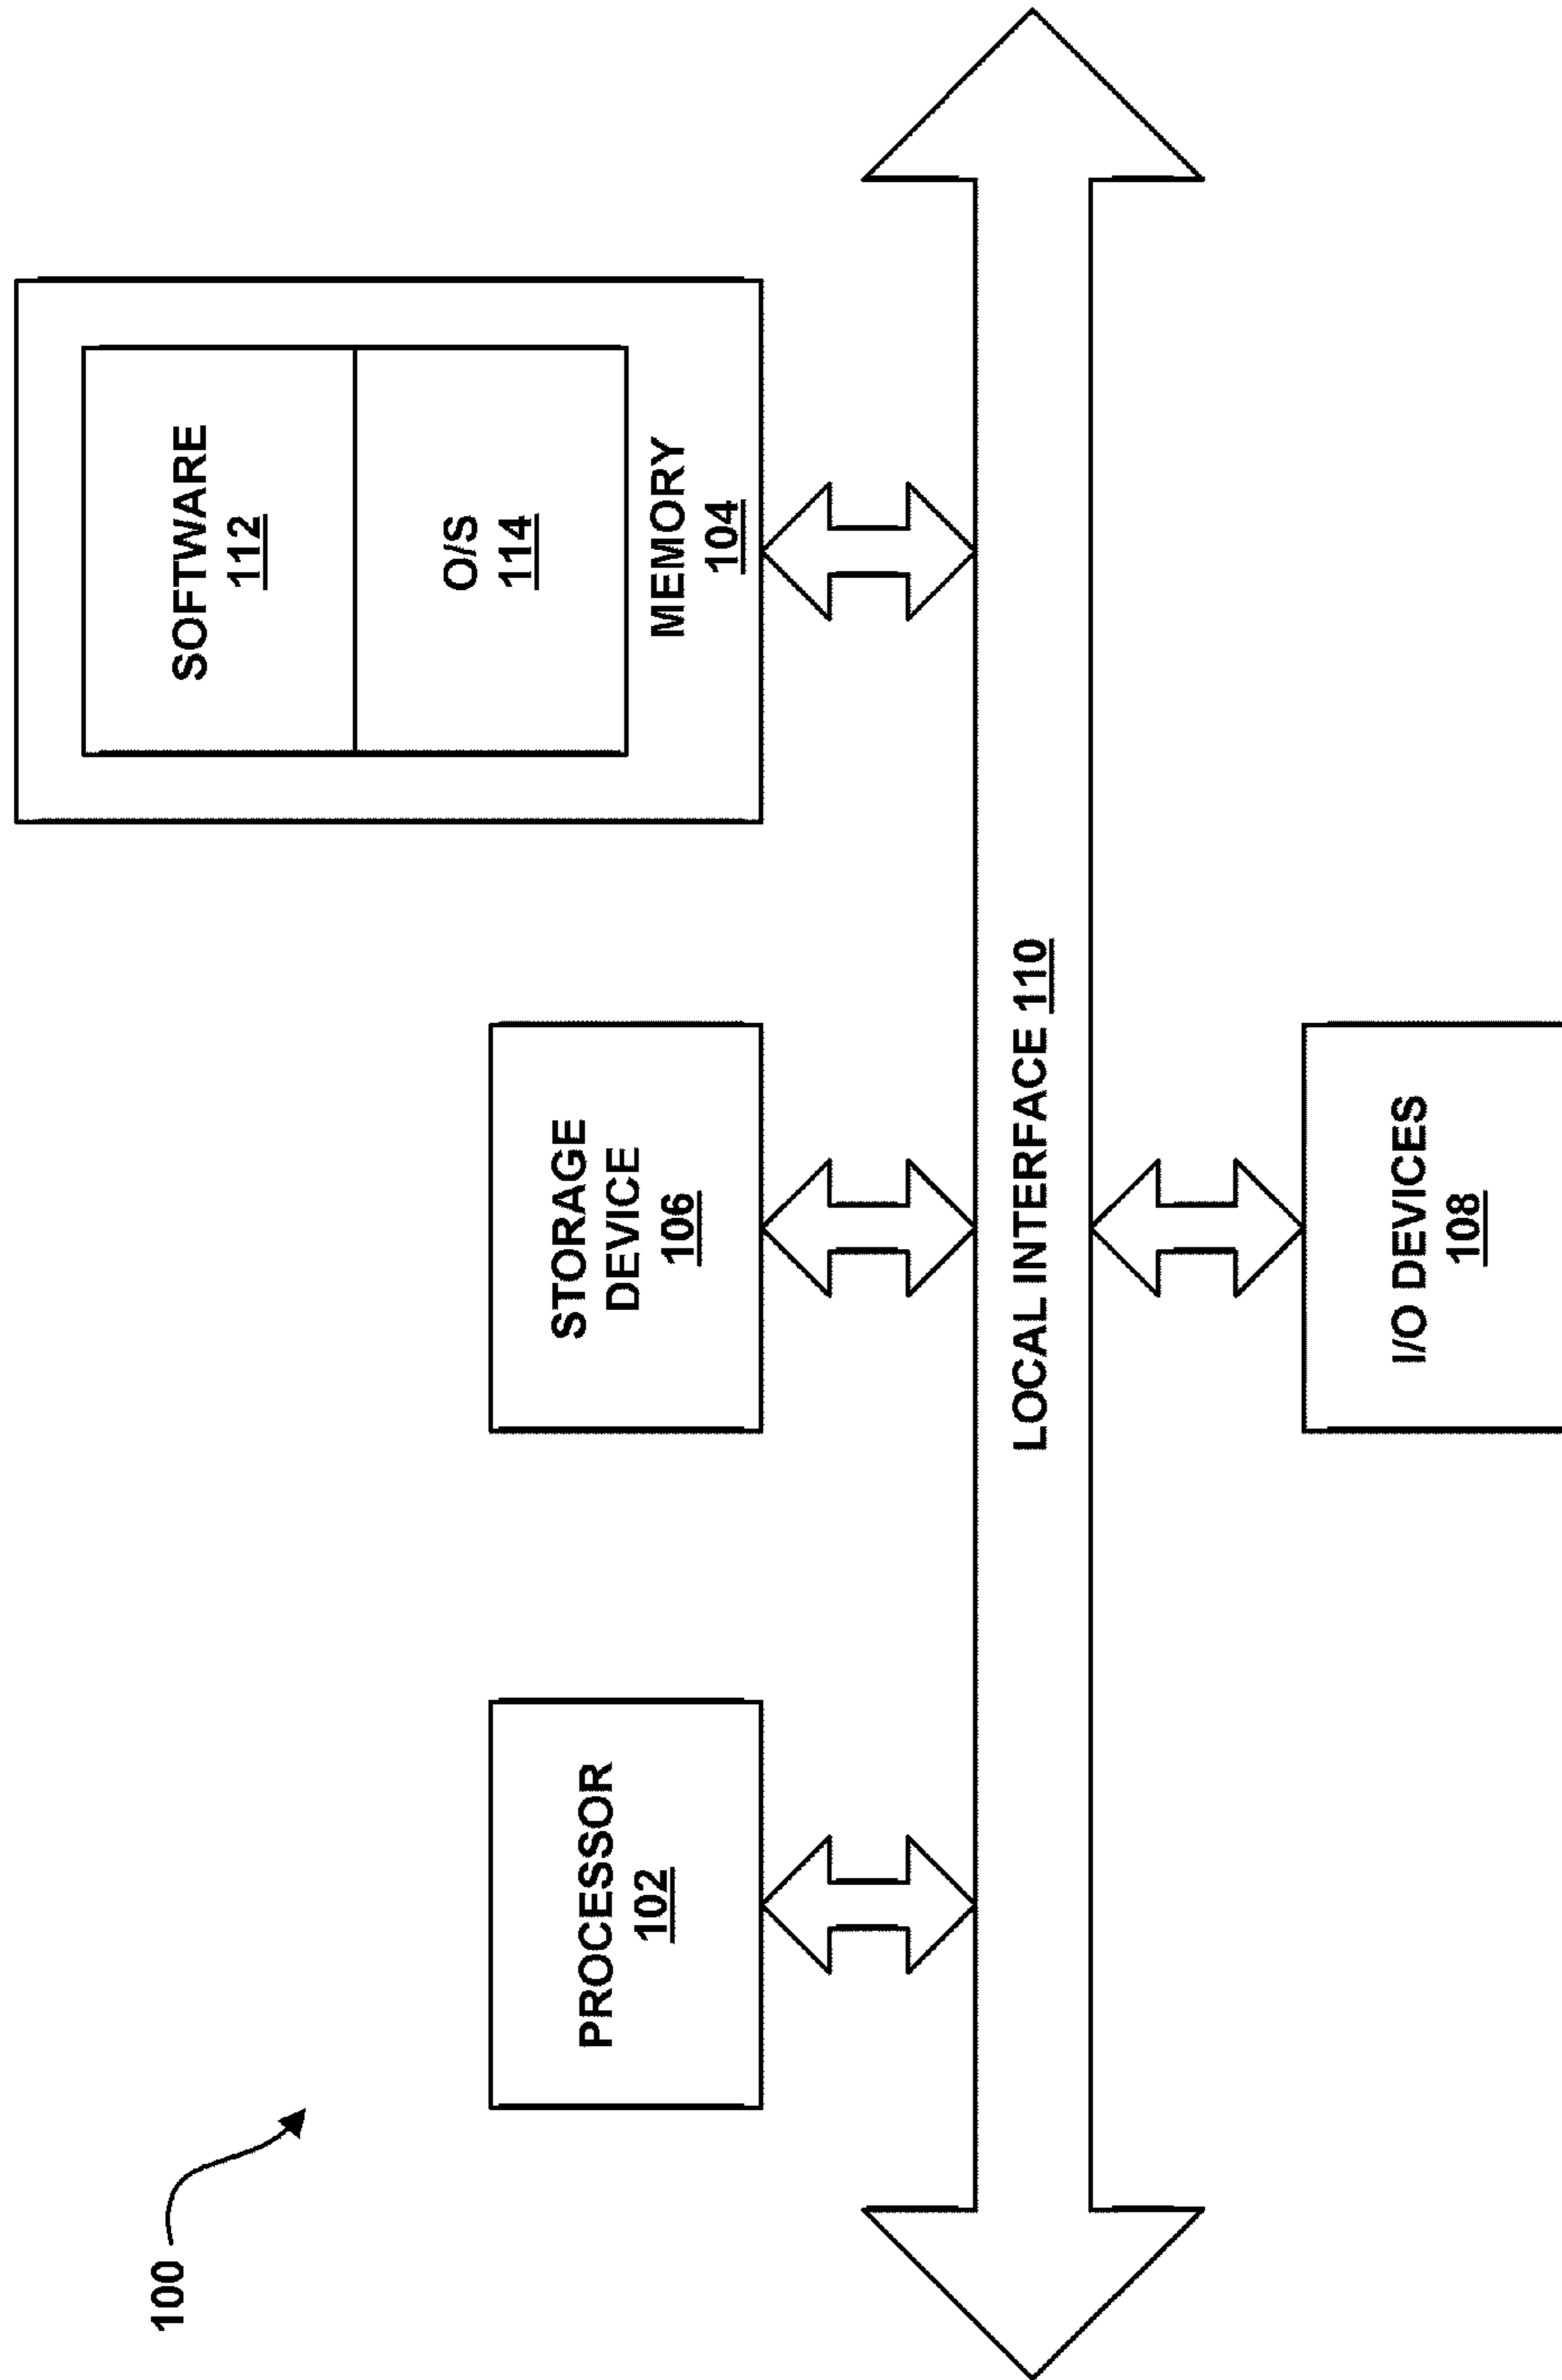 100
PROCESSOR
102
STORAGE
DEVICE
106
SOFTWARE
112
O/S
114
MEMORY
104
LOCAL INTERFACE 110
I/O DEVICES
108